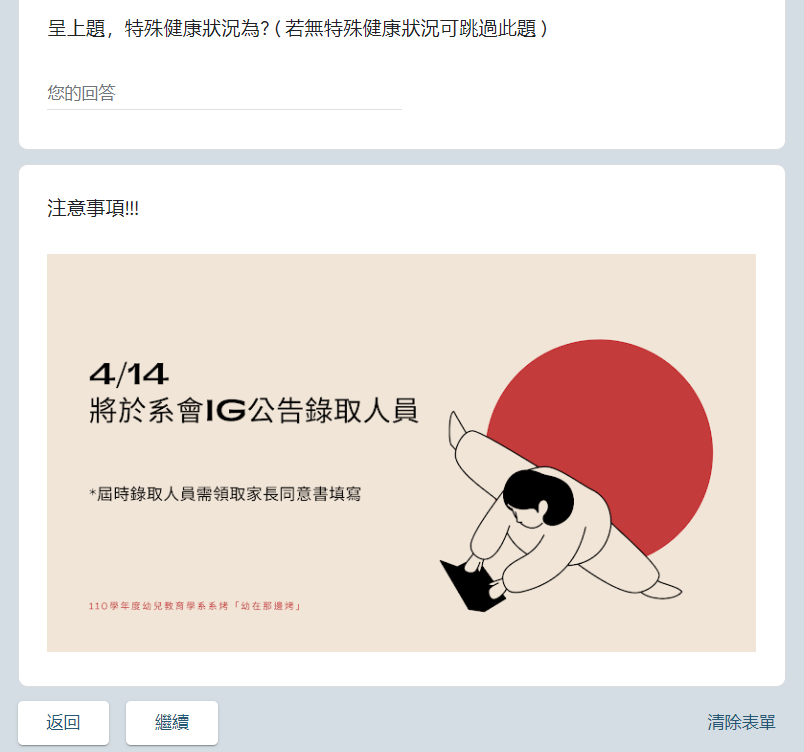 呈上題，特殊健康狀況為?（若無特殊健康狀況可跳過此題）
您的回答
注意事項!!!
4/14
將於系會IG公告錄取人員
*屆時錄取人員需領取家長同意書填寫
110學年度幼兒教育學系系烤「幼在那邊烤」
返回
繼續
清除表單